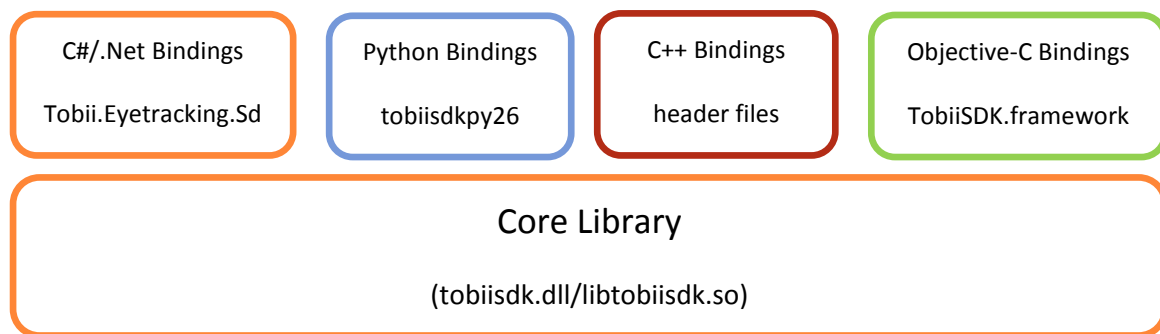 C#/.Net Bindings
Tobii.Eyetracking.Sd
Python Bindings
tobiisdkpy26
C++ Bindings
header files
Objective-C Bindings
TobiiSDK.framework
Core Library
(tobiisdk.dll/libtobiisdk.so)